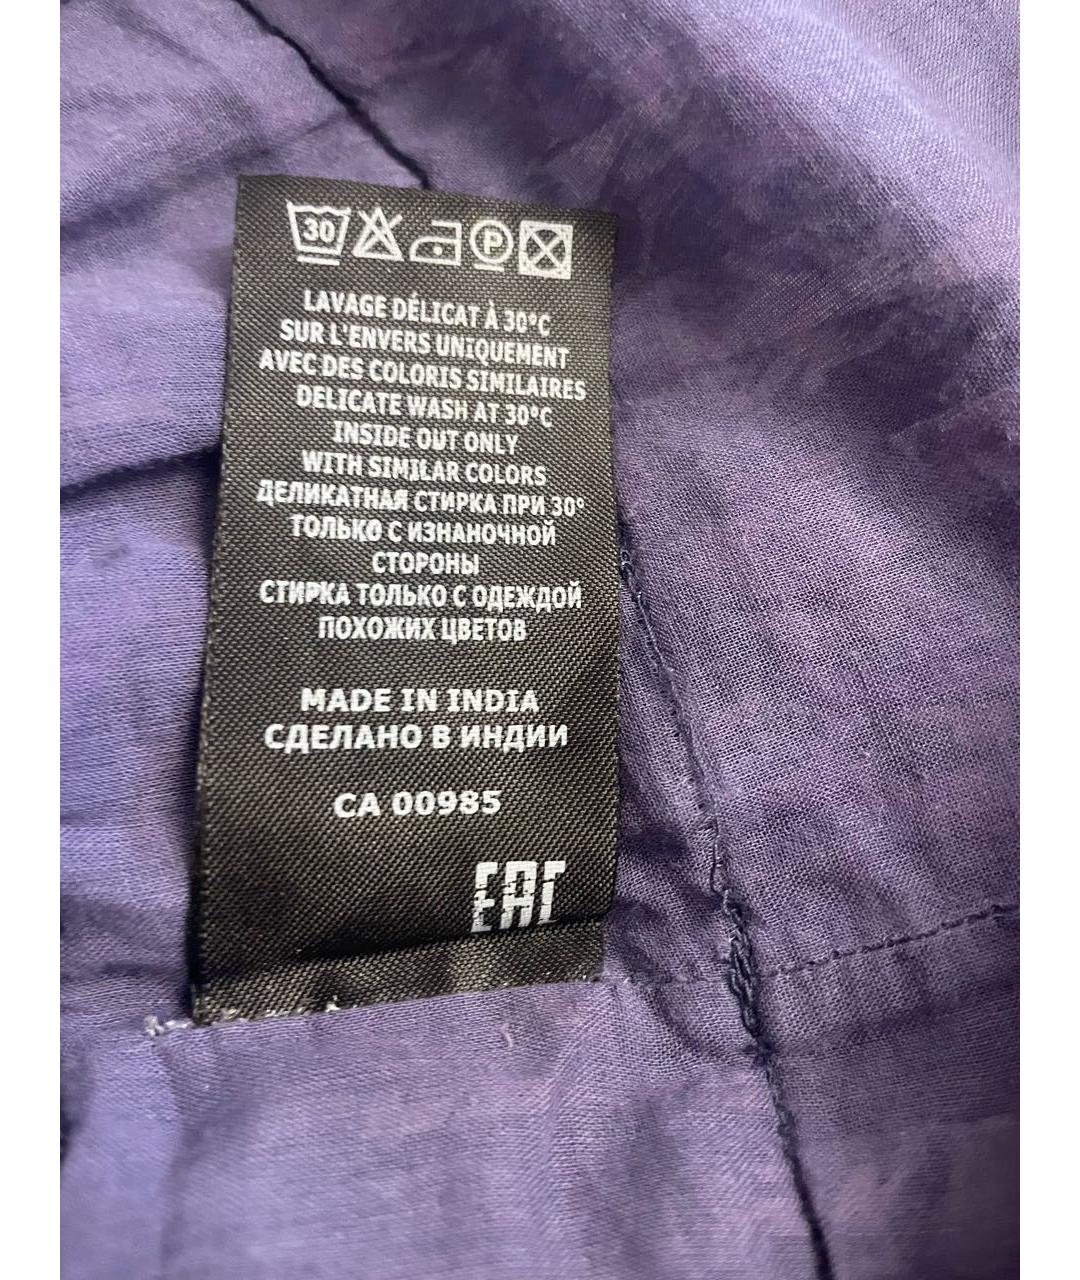 30 P
LAVAGE DÉLICAT À 30°C
SUR L'ENVERS UNIQUEMENT
AVEC DES COLORIS SIMILAIRES
DELICATE WASH AT 30°C
INSIDE OUT ONLY
WITH SIMILAR COLORS
ДЕЛИКАТНАЯ СТИРКА ПРИ 30°
ТОЛЬКО С ИЗНАНОЧНОЙ
СТОРОНЫ
СТИРКА ТОЛЬКО С ОДЕЖДОЙ
ПОХОЖИХ ЦВЕТОВ
MADE IN INDIA
СДЕЛАНО В ИНДИИ
CA 00985
EAC